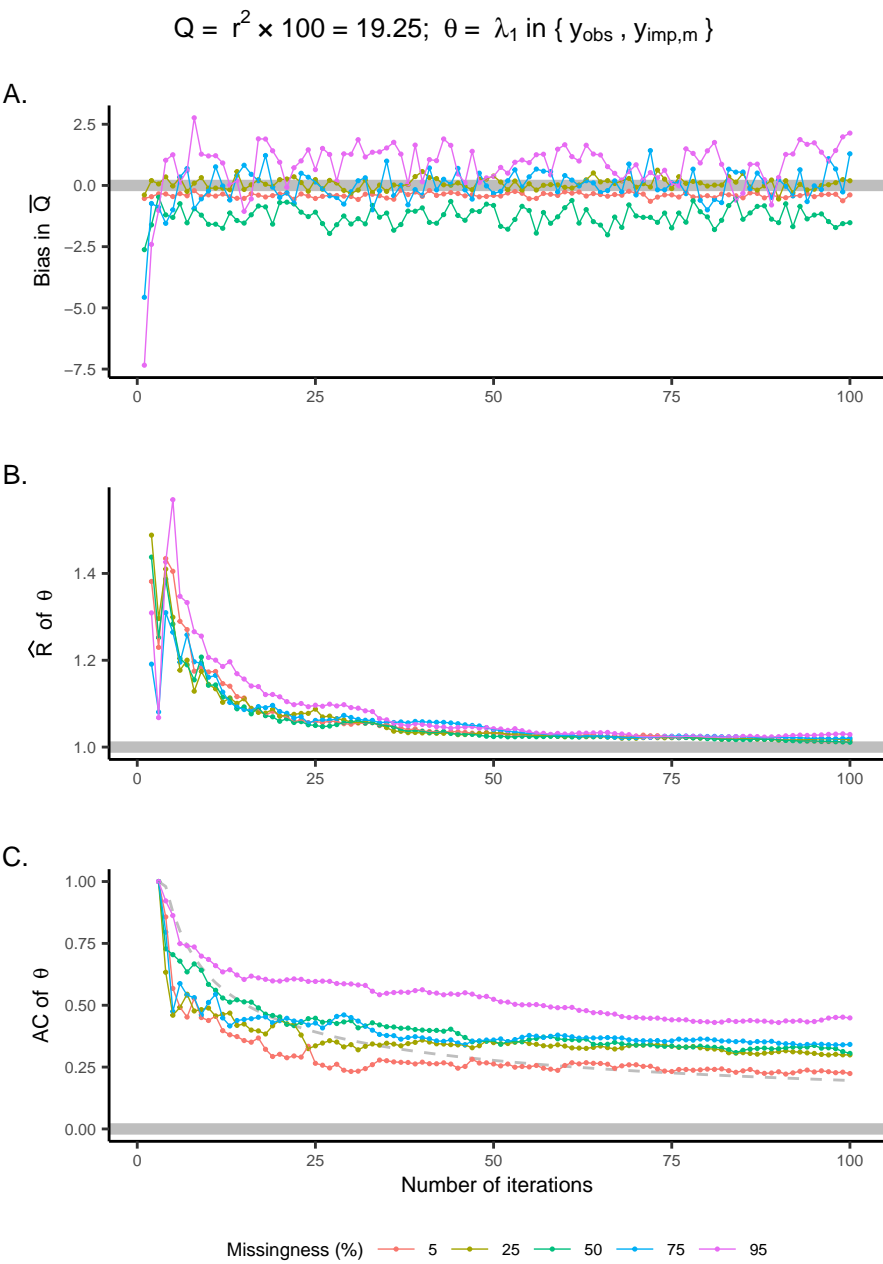 Q = r² × 100 = 19.25; θ = λ₁ in { y_obs , y_imp,m }
A.
2.5
0.0
−2.5
−5.0
−7.5
Bias in Q̅
0 25 50 75 100
B.
1.4
1.2
1.0
R̂ of θ
0 25 50 75 100
C.
1.00
0.75
0.50
0.25
0.00
AC of θ
0 25 50 75 100
Number of iterations
Missingness (%) 5 25 50 75 95